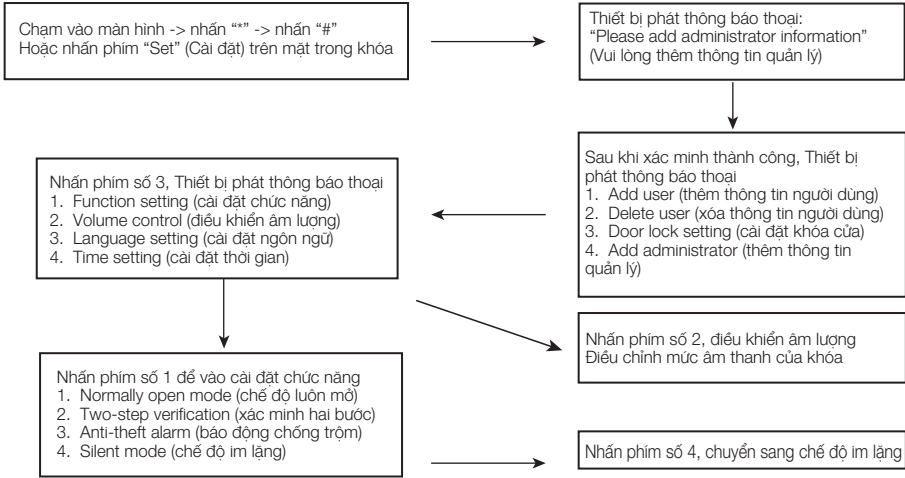 Chạm vào màn hình -> nhấn “*” -> nhấn “#”
Hoặc nhấn phím “Set” (Cài đặt) trên mặt trong khóa
Thiết bị phát thông báo thoại:
“Please add administrator information”
(Vui lòng thêm thông tin quản lý)
Sau khi xác minh thành công, Thiết bị
phát thông báo thoại
1. Add user (thêm thông tin người dùng)
2. Delete user (xóa thông tin người dùng)
3. Door lock setting (cài đặt khóa cửa)
4. Add administrator (thêm thông tin
quản lý)
Nhấn phím số 3, Thiết bị phát thông báo thoại
1. Function setting (cài đặt chức năng)
2. Volume control (điều khiển âm lượng)
3. Language setting (cài đặt ngôn ngữ)
4. Time setting (cài đặt thời gian)
Nhấn phím số 2, điều khiển âm lượng
Điều chỉnh mức âm thanh của khóa
Nhấn phím số 1 để vào cài đặt chức năng
1. Normally open mode (chế độ luôn mở)
2. Two-step verification (xác minh hai bước)
3. Anti-theft alarm (báo động chống trộm)
4. Silent mode (chế độ im lặng)
Nhấn phím số 4, chuyển sang chế độ im lặng